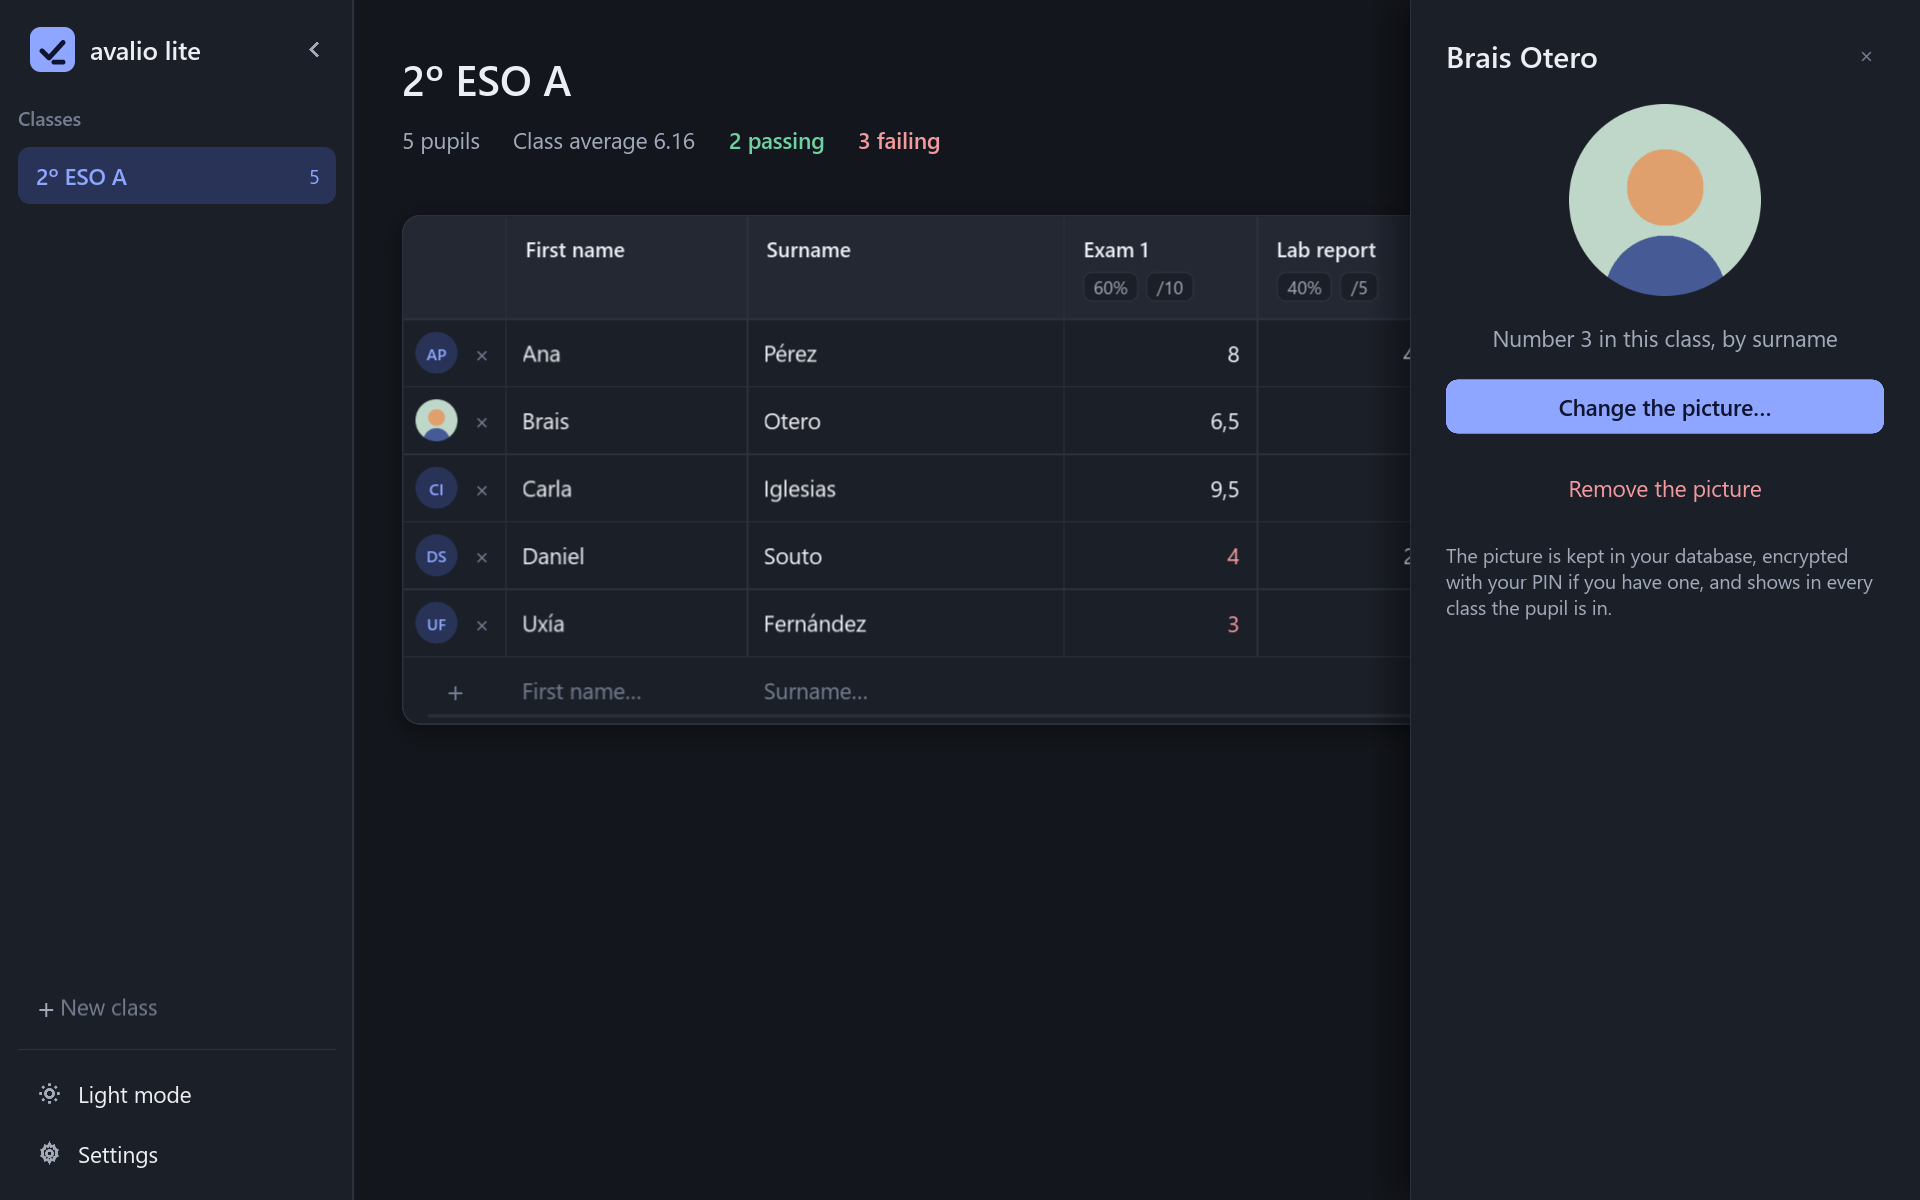 avalio lite
Classes
2º ESO A 5
+ New class
Light mode
Settings
2º ESO A
5 pupils Class average 6.16 2 passing 3 failing
First name Surname Exam 1 Lab report
60% /10 40% /5
AP × Ana Pérez 8
× Brais Otero 6,5
CI × Carla Iglesias 9,5
DS × Daniel Souto 4 2
UF × Uxía Fernández 3
+ First name... Surname...
Brais Otero ×
Number 3 in this class, by surname
Change the picture...
Remove the picture
The picture is kept in your database, encrypted
with your PIN if you have one, and shows in every
class the pupil is in.